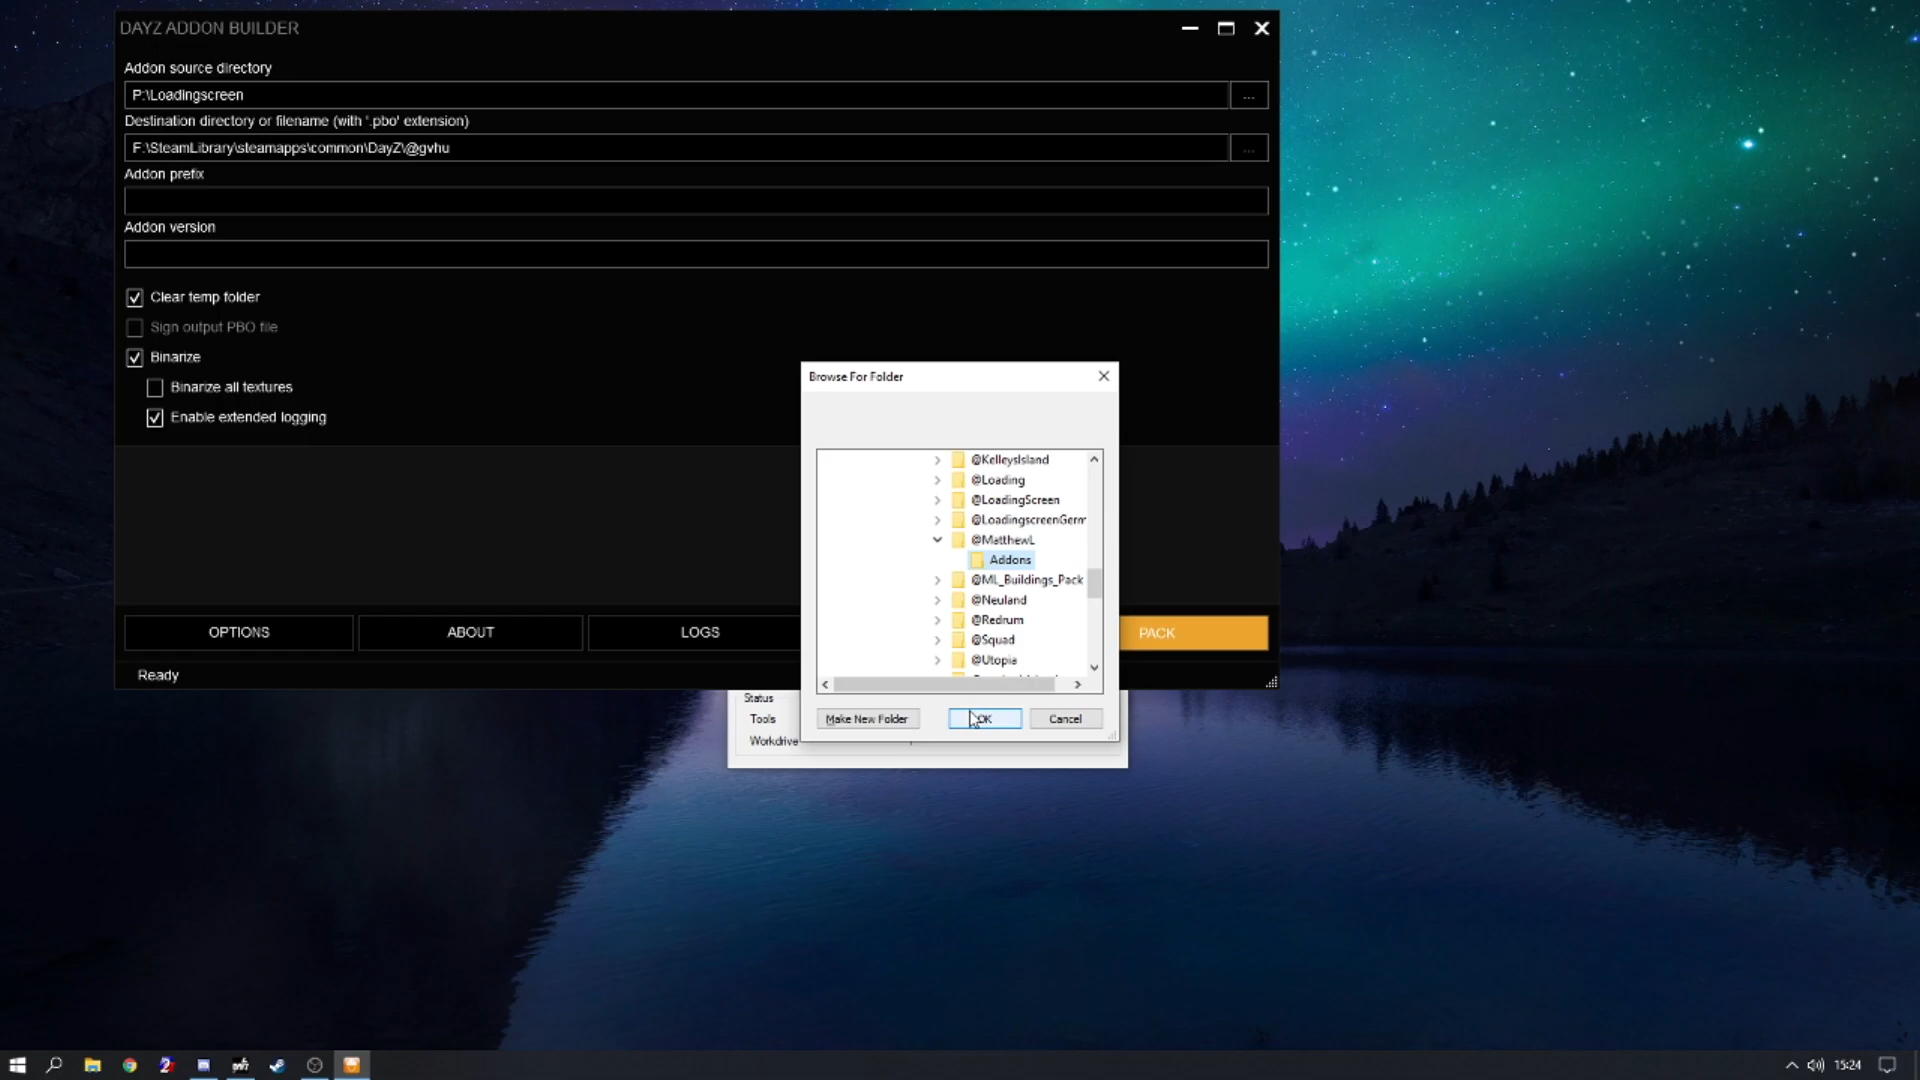 DAYZ ADDON BUILDER
Addon source directory
P:\Loadingscreen
...
Destination directory or filename (with '.pbo' extension)
F:\SteamLibrary\steamapps\common\DayZ\@gvhu
...
Addon prefix
Addon version
Clear temp folder
Sign output PBO file
Binarize
Binarize all textures
Enable extended logging
Browse For Folder
@KelleysIsland
@Loading
@LoadingScreen
@LoadingscreenGerm
@MatthewL
Addons
@ML_Buildings_Pack
@Neuland
@Redrum
@Squad
@Utopia
OPTIONS
ABOUT
LOGS
PACK
Ready
Status
Tools
Workdrive
Make New Folder
OK
Cancel
15:24